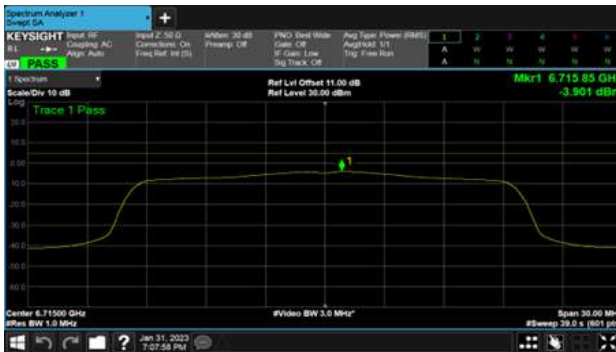 Spectrum Analyzer 1
Swept SA
+
KEYSIGHT Input: RF
RL
Coupling: AC
Align: Auto
Input Z: 50 Ω
Corrections: On
Freq Ref: Int (S)
#Atten: 30 dB
Preamp: Off
PNO: Best Wide
Gate: Off
IF Gain: Low
Sig Track: Off
Avg Type: Power (RMS)
Avg|Hold: 1/1
Trig: Free Run
1 2 3 4 5 6
A W W W W W
A N N N N N
PASS
1 Spectrum
Scale/Div 10 dB
Ref Lvl Offset 11.00 dB
Ref Level 30.00 dBm
Mkr1 6.715 85 GHz
-3.901 dBm
Log
Trace 1 Pass
20.0
10.0
0.00
-10.0
-20.0
-30.0
-40.0
-50.0
-60.0
1
Center 6.71500 GHz
#Res BW 1.0 MHz
#Video BW 3.0 MHz*
Span 30.00 MHz
#Sweep 39.0 s (601 pts)
?
Jan 31, 2023
7:07:58 PM